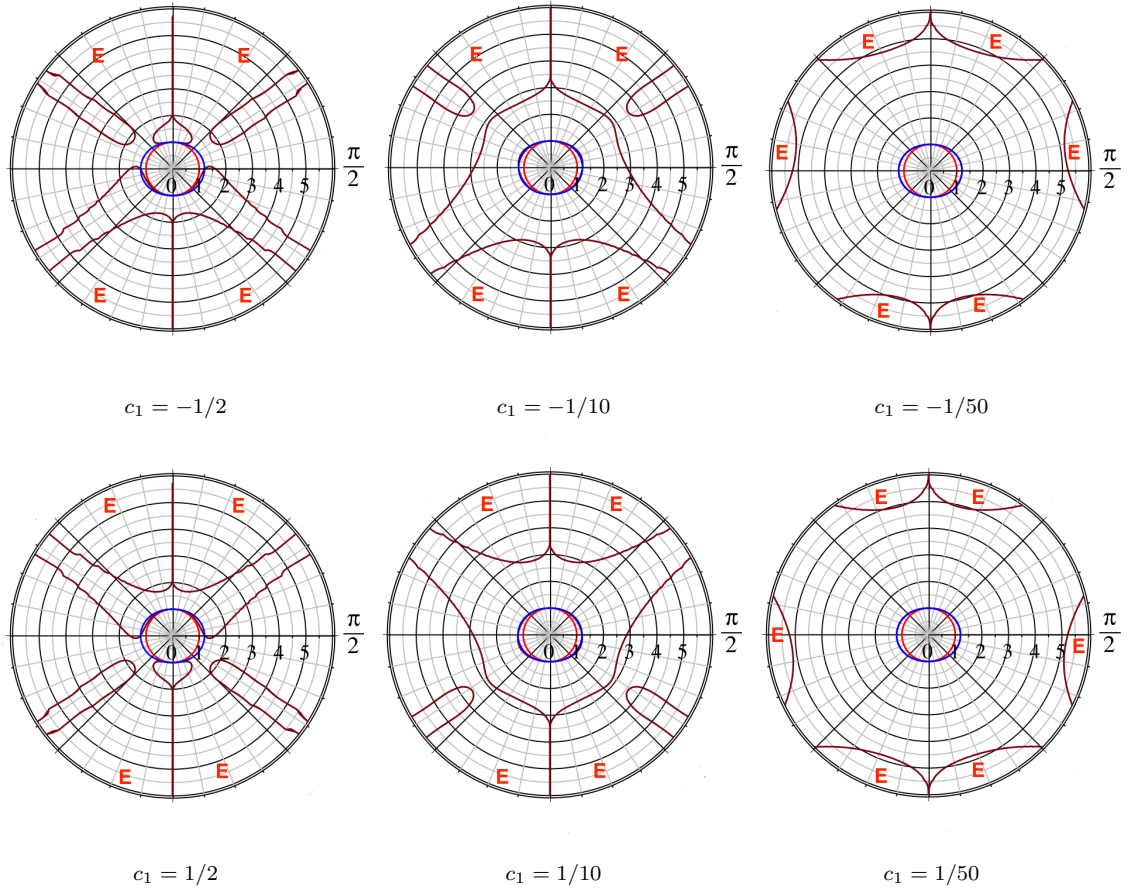 E E E E E E
π/2 π/2 π/2
E E
0 1 2 3 4 5 0 1 2 3 4 5 0 1 2 3 4 5
E E E E E E
c₁ = −1/2 c₁ = −1/10 c₁ = −1/50
E E E E E E
π/2 π/2 π/2
E E
0 1 2 3 4 5 0 1 2 3 4 5 0 1 2 3 4 5
E E E E E E
c₁ = 1/2 c₁ = 1/10 c₁ = 1/50